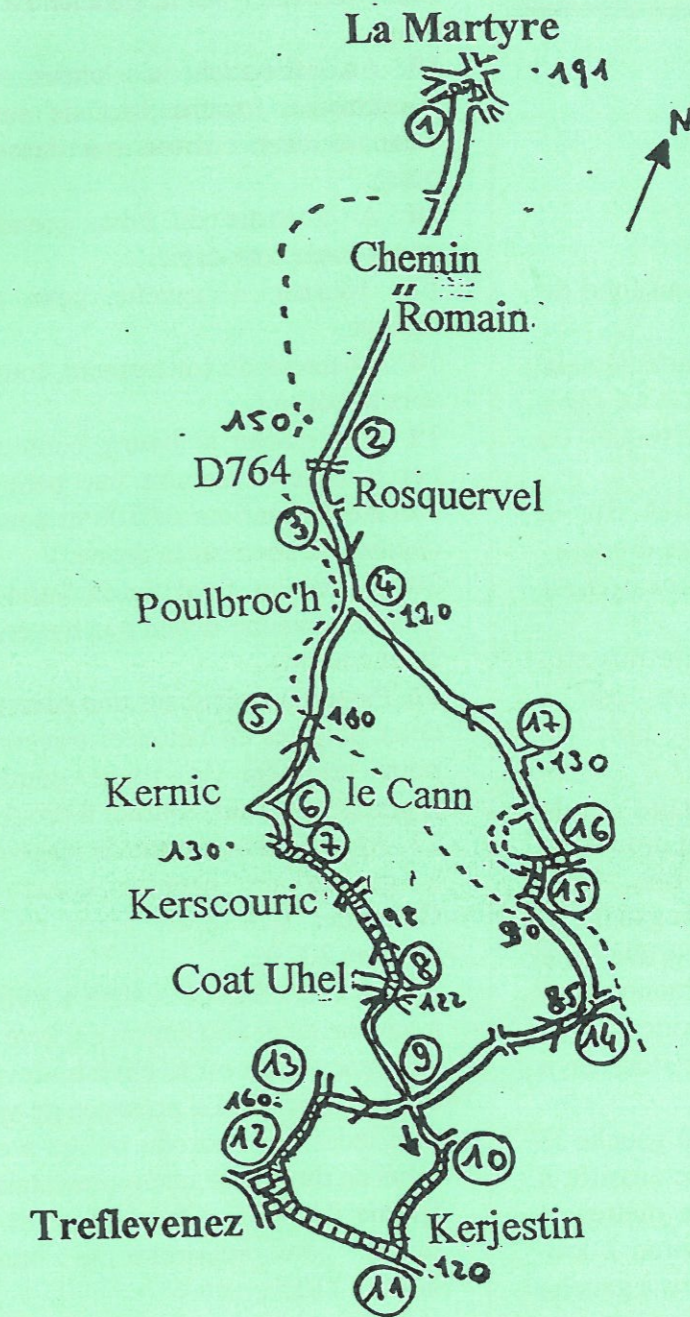 La Martyre
.191
1
N
Chemin
Romain
150.
2
D764
Rosquervel
3
4
Poulbroc'h
.120
5
160
17
.130
Kernic
6
le Cann
16
130.
7
15
Kerscouric
98
90
8
Coat Uhel
122
85
14
9
13
160.
12
10
Treflevenez
Kerjestin
.120
11